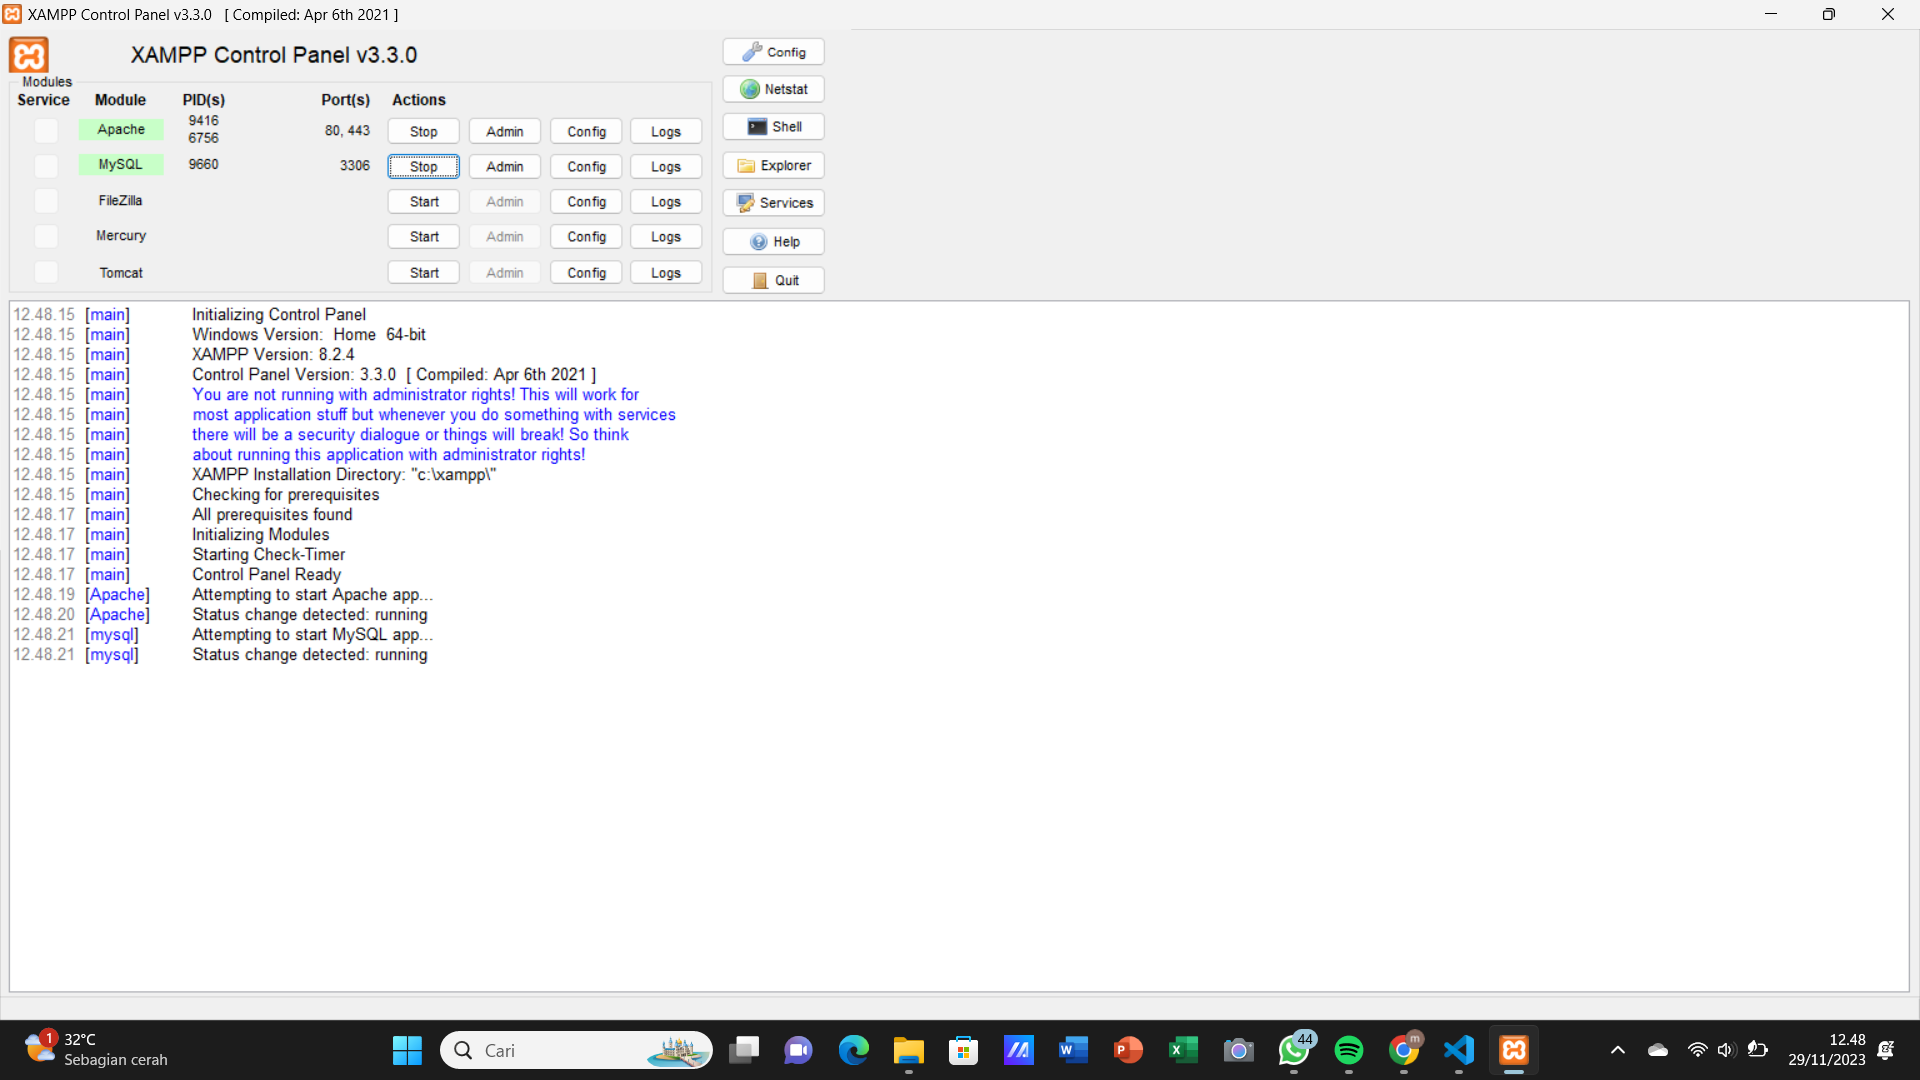 XAMPP Control Panel v3.3.0 [ Compiled: Apr 6th 2021 ]
XAMPP Control Panel v3.3.0
Modules
Service Module PID(s) Port(s) Actions
Apache 9416 6756 80, 443 Stop Admin Config Logs
MySQL 9660 3306 Stop Admin Config Logs
FileZilla Start Admin Config Logs
Mercury Start Admin Config Logs
Tomcat Start Admin Config Logs
Config
Netstat
Shell
Explorer
Services
Help
Quit
12.48.15 [main] Initializing Control Panel
12.48.15 [main] Windows Version: Home 64-bit
12.48.15 [main] XAMPP Version: 8.2.4
12.48.15 [main] Control Panel Version: 3.3.0 [ Compiled: Apr 6th 2021 ]
12.48.15 [main] You are not running with administrator rights! This will work for
12.48.15 [main] most application stuff but whenever you do something with services
12.48.15 [main] there will be a security dialogue or things will break! So think
12.48.15 [main] about running this application with administrator rights!
12.48.15 [main] XAMPP Installation Directory: "c:\xampp\"
12.48.15 [main] Checking for prerequisites
12.48.17 [main] All prerequisites found
12.48.17 [main] Initializing Modules
12.48.17 [main] Starting Check-Timer
12.48.17 [main] Control Panel Ready
12.48.19 [Apache] Attempting to start Apache app...
12.48.20 [Apache] Status change detected: running
12.48.21 [mysql] Attempting to start MySQL app...
12.48.21 [mysql] Status change detected: running
1
32°C
Sebagian cerah
Cari
W
P
X
44
m
12.48
29/11/2023